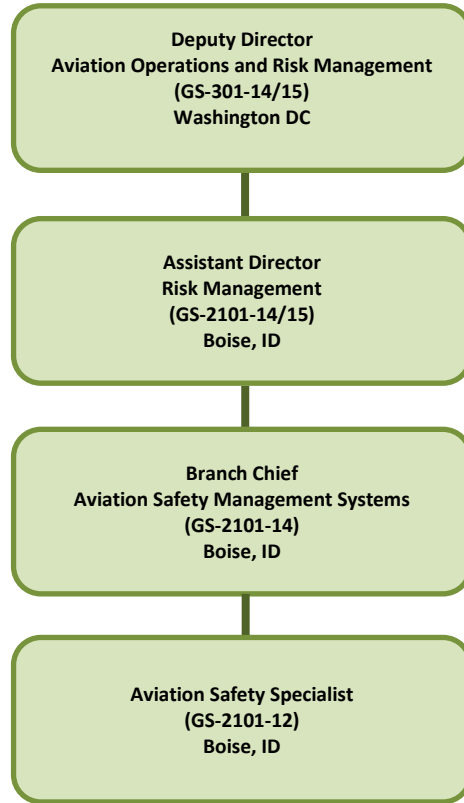 Deputy Director
Aviation Operations and Risk Management
(GS-301-14/15)
Washington DC
Assistant Director
Risk Management
(GS-2101-14/15)
Boise, ID
Branch Chief
Aviation Safety Management Systems
(GS-2101-14)
Boise, ID
Aviation Safety Specialist
(GS-2101-12)
Boise, ID